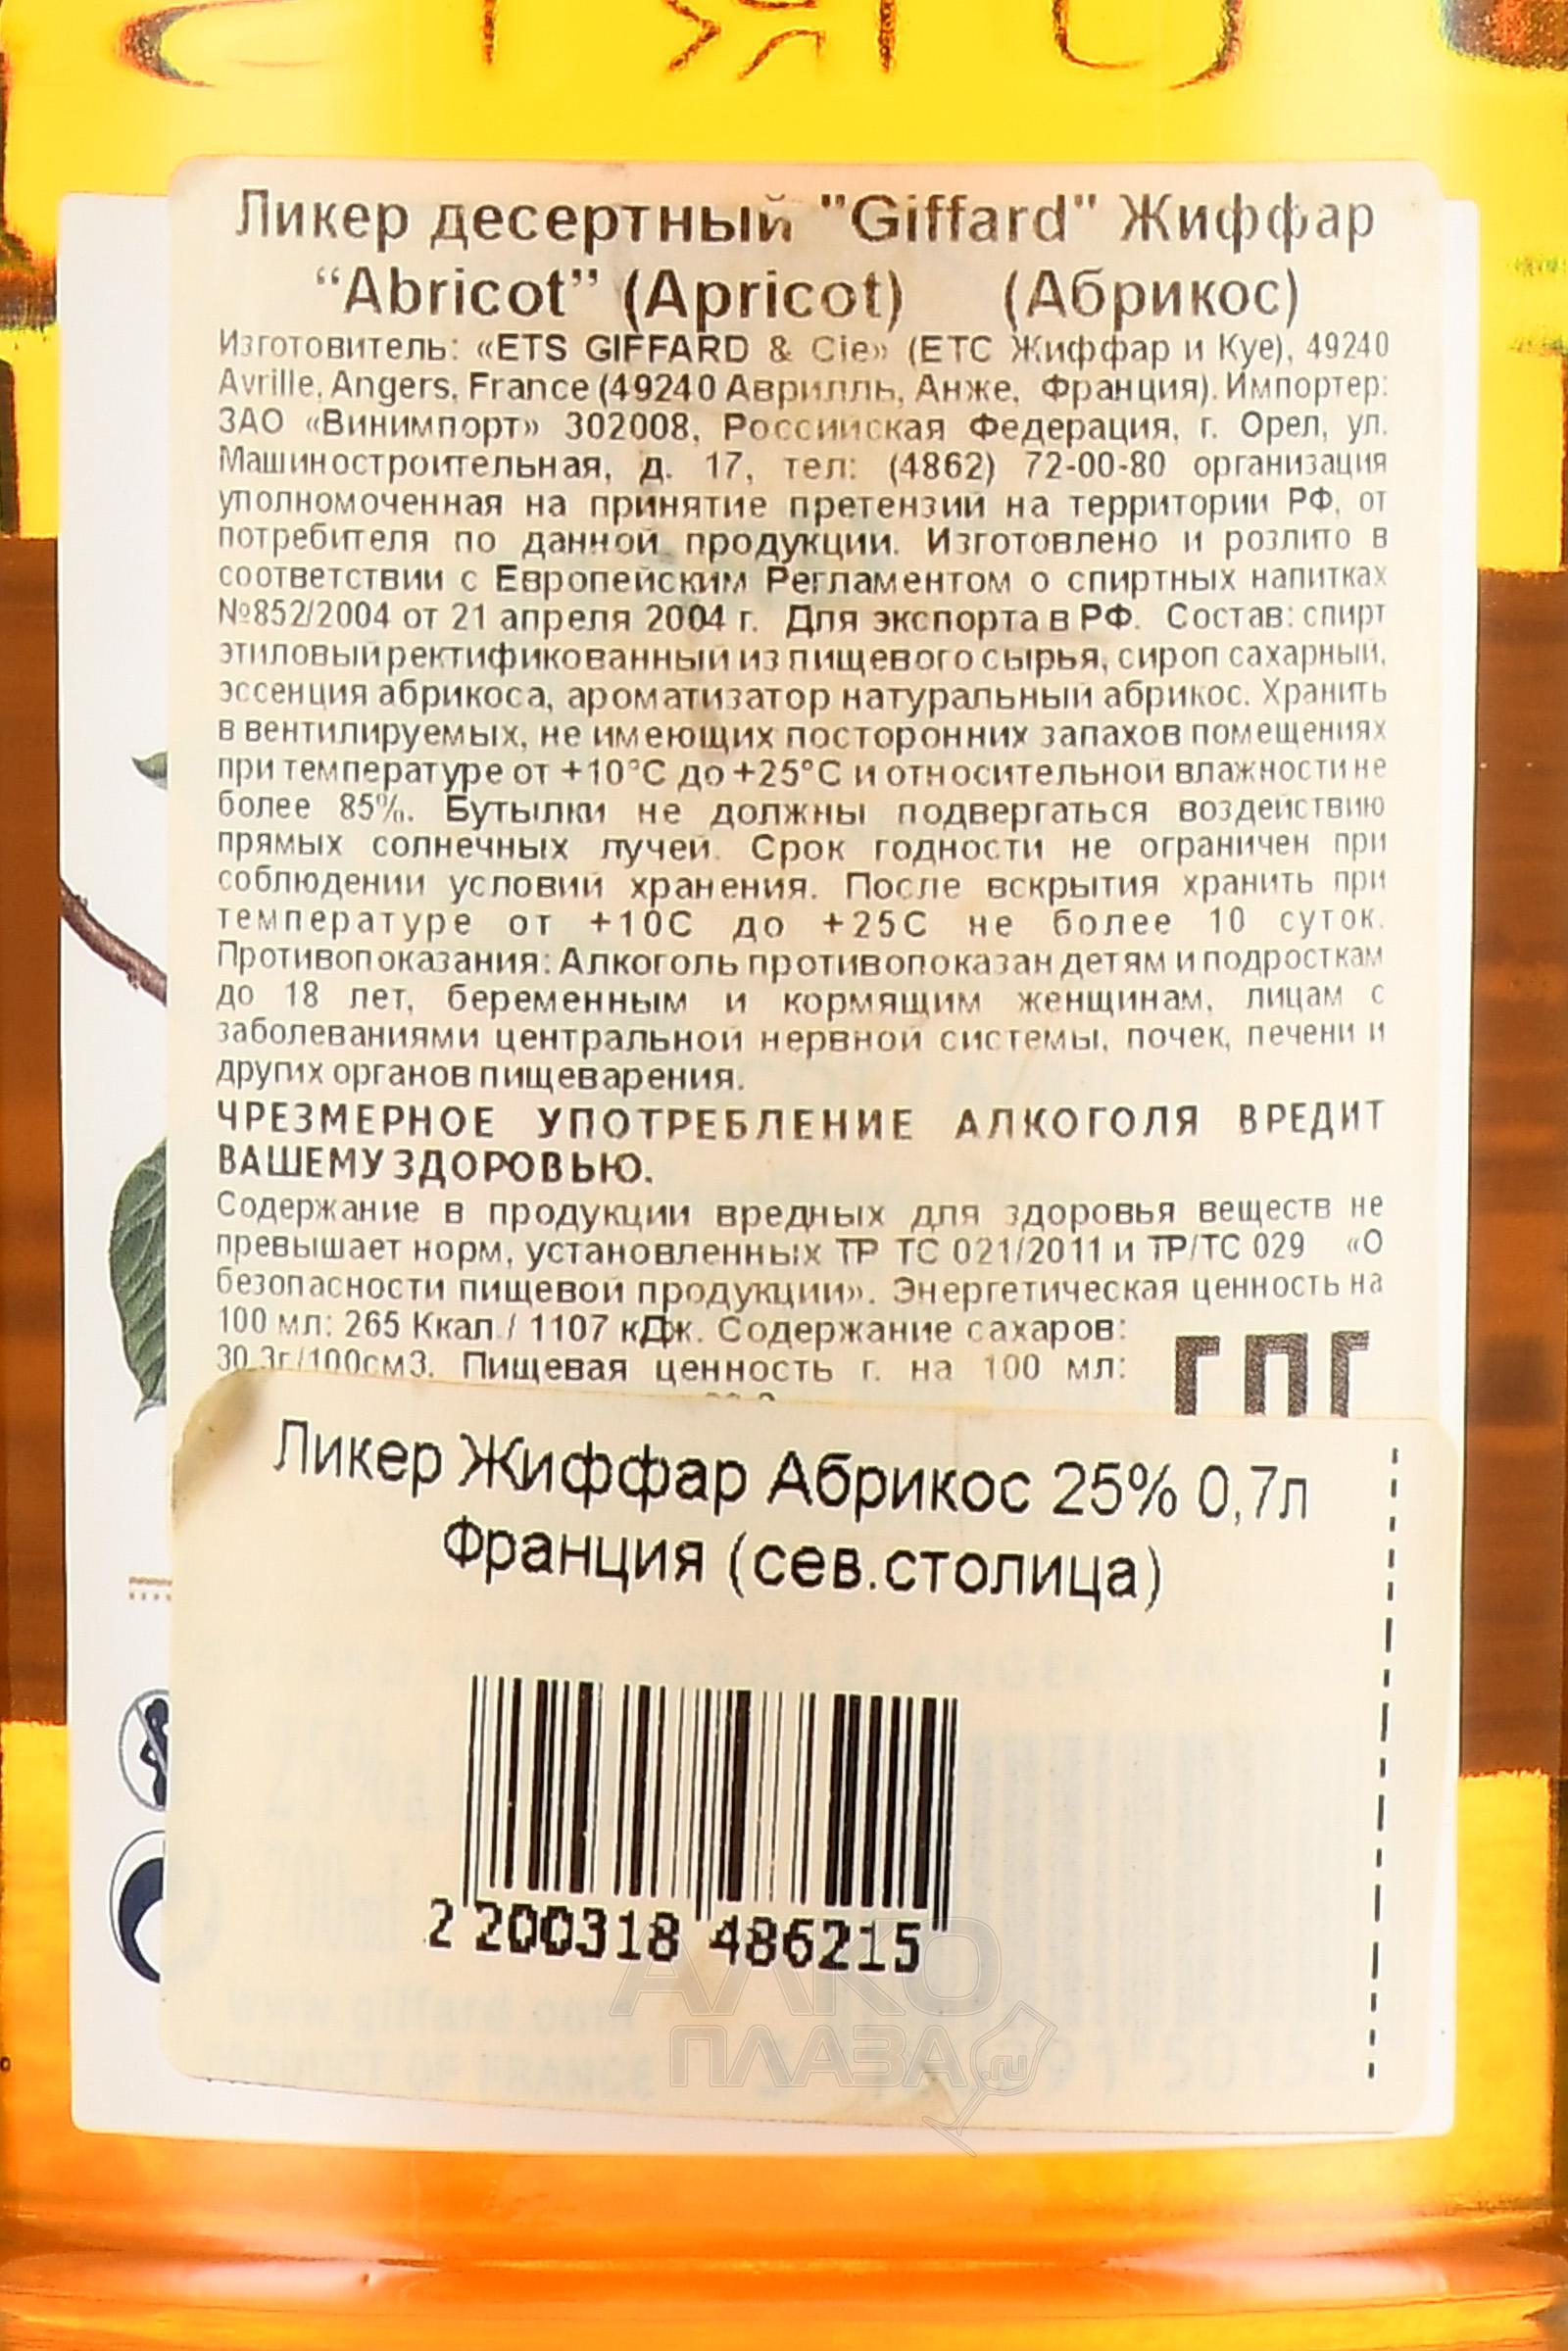 Ликер десертный "Giffard" Жиффар
“Abricot” (Apricot) (Абрикос)
Изготовитель: «ETS GIFFARD & Cie» (ЕТС Жиффар и Куе), 49240
Avrille, Angers, France (49240 Аврилль, Анже, Франция). Импортер:
ЗАО «Винимпорт» 302008, Российская Федерация, г. Орел, ул.
Машиностроительная, д. 17, тел: (4862) 72-00-80 организация
уполномоченная на принятие претензий на территории РФ, от
потребителя по данной продукции. Изготовлено и розлито в
соответствии с Европейским Регламентом о спиртных напитках
№852/2004 от 21 апреля 2004 г. Для экспорта в РФ. Состав: спирт
этиловый ректификованный из пищевого сырья, сироп сахарный,
эссенция абрикоса, ароматизатор натуральный абрикос. Хранить
в вентилируемых, не имеющих посторонних запахов помещениях
при температуре от +10°С до +25°С и относительной влажности не
более 85%. Бутылки не должны подвергаться воздействию
прямых солнечных лучей. Срок годности не ограничен при
соблюдении условий хранения. После вскрытия хранить при
температуре от +10С до +25С не более 10 суток.
Противопоказания: Алкоголь противопоказан детям и подросткам
до 18 лет, беременным и кормящим женщинам, лицам с
заболеваниями центральной нервной системы, почек, печени и
других органов пищеварения.
ЧРЕЗМЕРНОЕ УПОТРЕБЛЕНИЕ АЛКОГОЛЯ ВРЕДИТ
ВАШЕМУ ЗДОРОВЬЮ.
Содержание в продукции вредных для здоровья веществ не
превышает норм, установленных ТР ТС 021/2011 и ТР/ТС 029 «О
безопасности пищевой продукции». Энергетическая ценность на
100 мл: 265 Ккал / 1107 кДж. Содержание сахаров:
30,3г/100см3. Пищевая ценность г. на 100 мл:
ГПГ
Ликер Жиффар Абрикос 25% 0,7л
Франция (сев.столица)
2 200318 486215
АЛКО
ПЛАЗА.ru
www.giffard.com